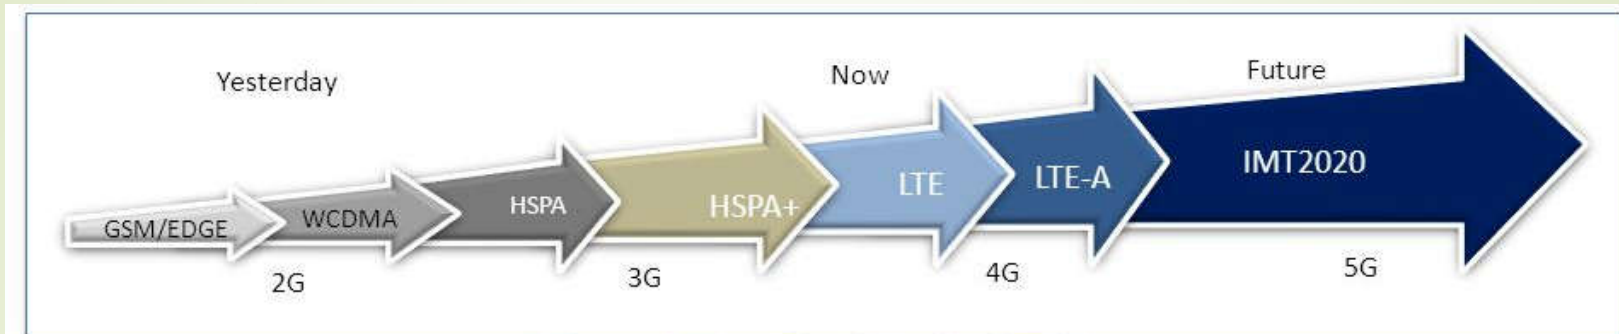 Yesterday
Now
Future
GSM/EDGE
WCDMA
HSPA
HSPA+
LTE
LTE-A
IMT2020
2G
3G
4G
5G